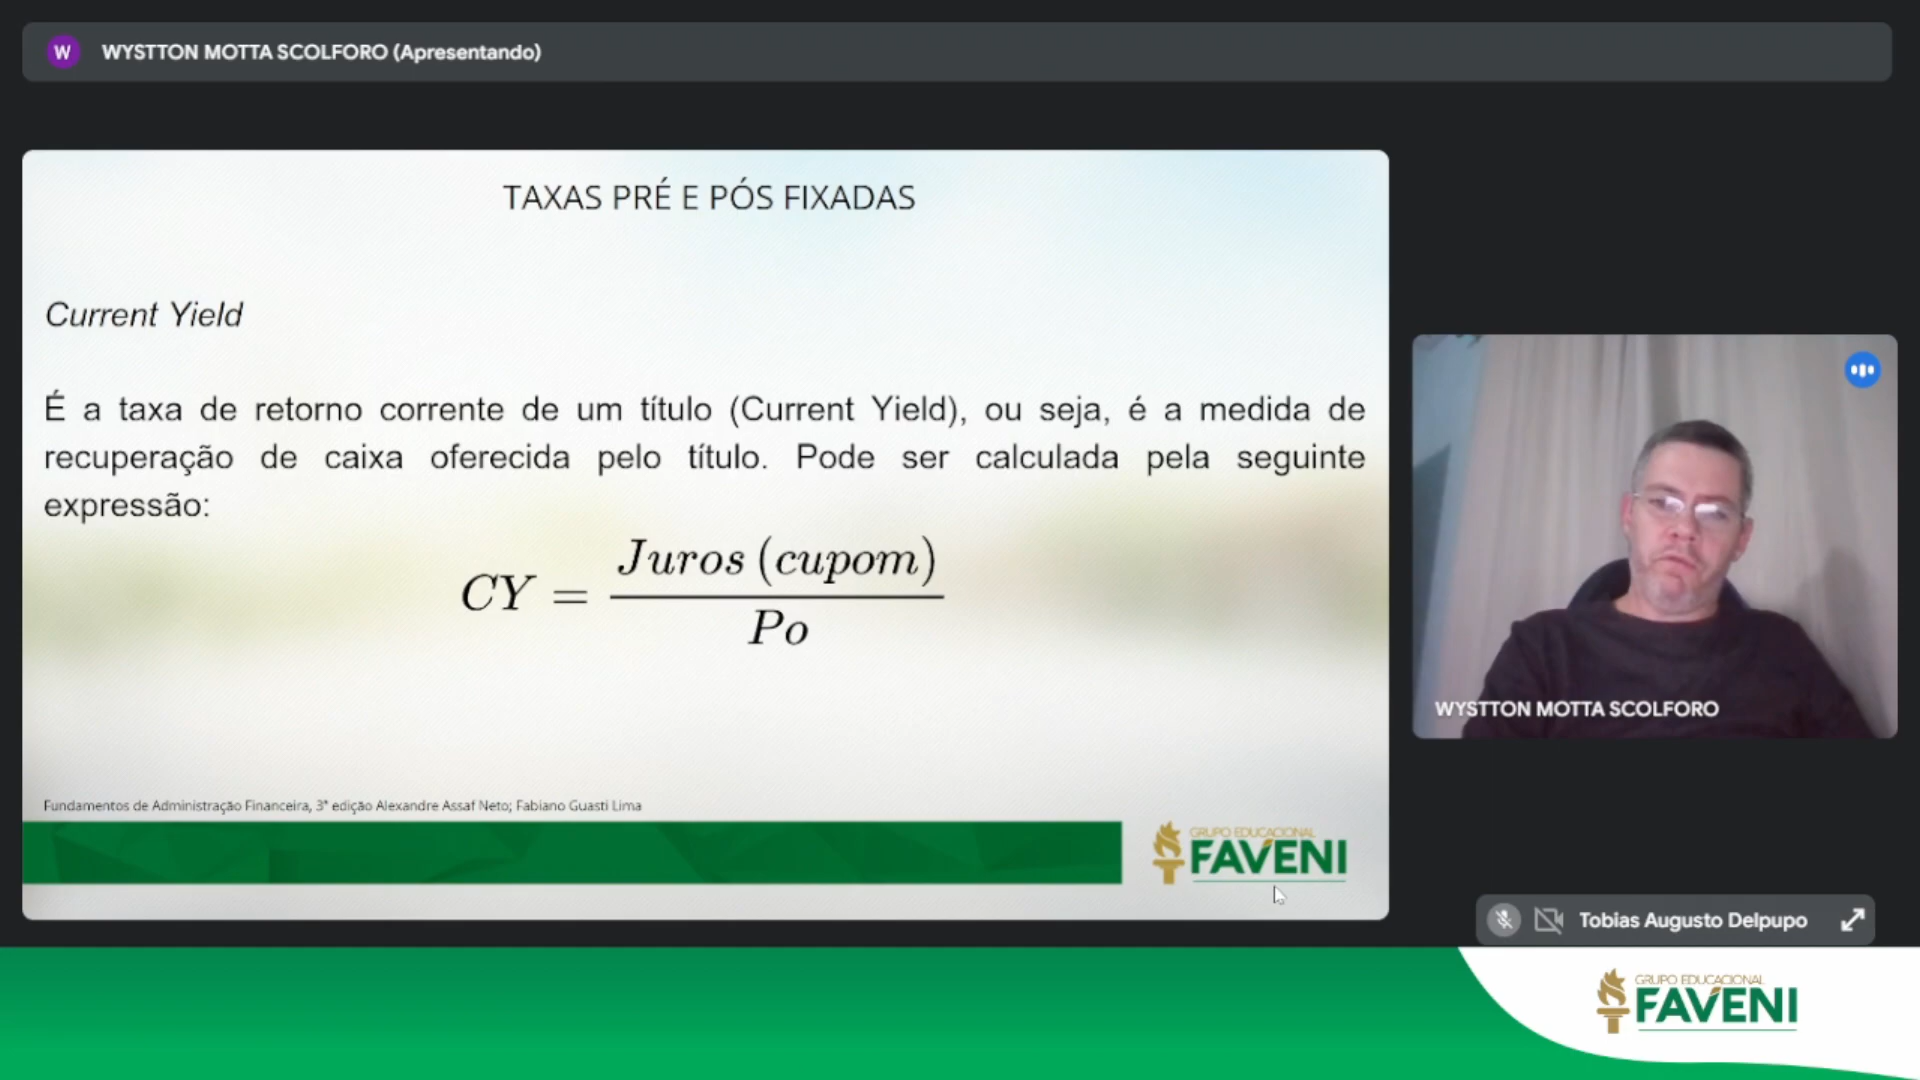 W WYSTTON MOTTA SCOLFORO (Apresentando)
TAXAS PRÉ E PÓS FIXADAS
Current Yield
É a taxa de retorno corrente de um título (Current Yield), ou seja, é a medida de
recuperação de caixa oferecida pelo título. Pode ser calculada pela seguinte
expressão:
CY = Juros (cupom) / Po
Fundamentos de Administração Financeira, 3ª edição Alexandre Assaf Neto; Fabiano Guasti Lima
GRUPO EDUCACIONAL
FAVENI
WYSTTON MOTTA SCOLFORO
Tobias Augusto Delpupo
GRUPO EDUCACIONAL
FAVENI